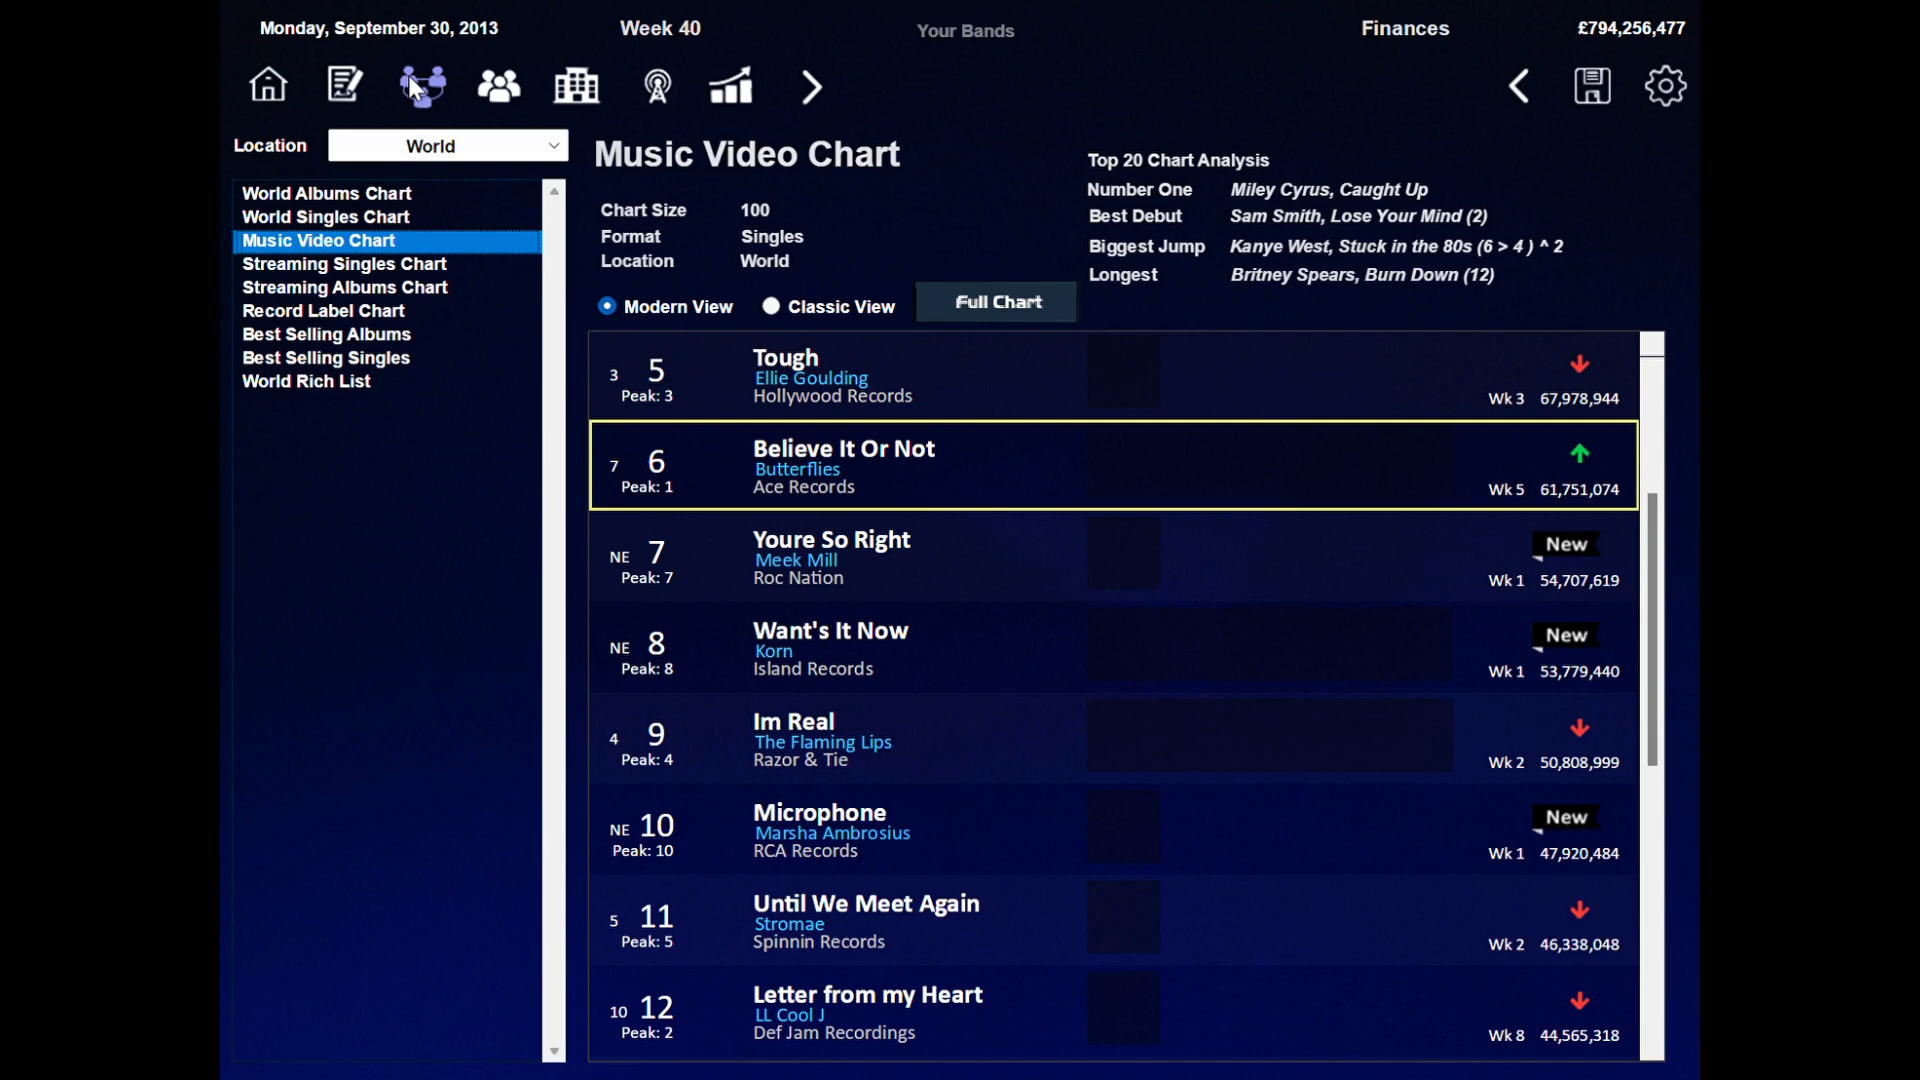 Monday, September 30, 2013
Week 40
Your Bands
Finances
£794,256,477
Location
World
World Albums Chart
World Singles Chart
Music Video Chart
Streaming Singles Chart
Streaming Albums Chart
Record Label Chart
Best Selling Albums
Best Selling Singles
World Rich List
Music Video Chart
Chart Size 100
Format Singles
Location World
Modern View
Classic View
Full Chart
Top 20 Chart Analysis
Number One Miley Cyrus, Caught Up
Best Debut Sam Smith, Lose Your Mind (2)
Biggest Jump Kanye West, Stuck in the 80s (6 > 4 ) ^ 2
Longest Britney Spears, Burn Down (12)
3 5 Tough
Ellie Goulding
Peak: 3 Hollywood Records
Wk 3 67,978,944
7 6 Believe It Or Not
Butterflies
Peak: 1 Ace Records
Wk 5 61,751,074
NE 7 Youre So Right
Meek Mill
Peak: 7 Roc Nation
New
Wk 1 54,707,619
NE 8 Want's It Now
Korn
Peak: 8 Island Records
New
Wk 1 53,779,440
4 9 Im Real
The Flaming Lips
Peak: 4 Razor & Tie
Wk 2 50,808,999
NE 10 Microphone
Marsha Ambrosius
Peak: 10 RCA Records
New
Wk 1 47,920,484
5 11 Until We Meet Again
Stromae
Peak: 5 Spinnin Records
Wk 2 46,338,048
10 12 Letter from my Heart
LL Cool J
Peak: 2 Def Jam Recordings
Wk 8 44,565,318